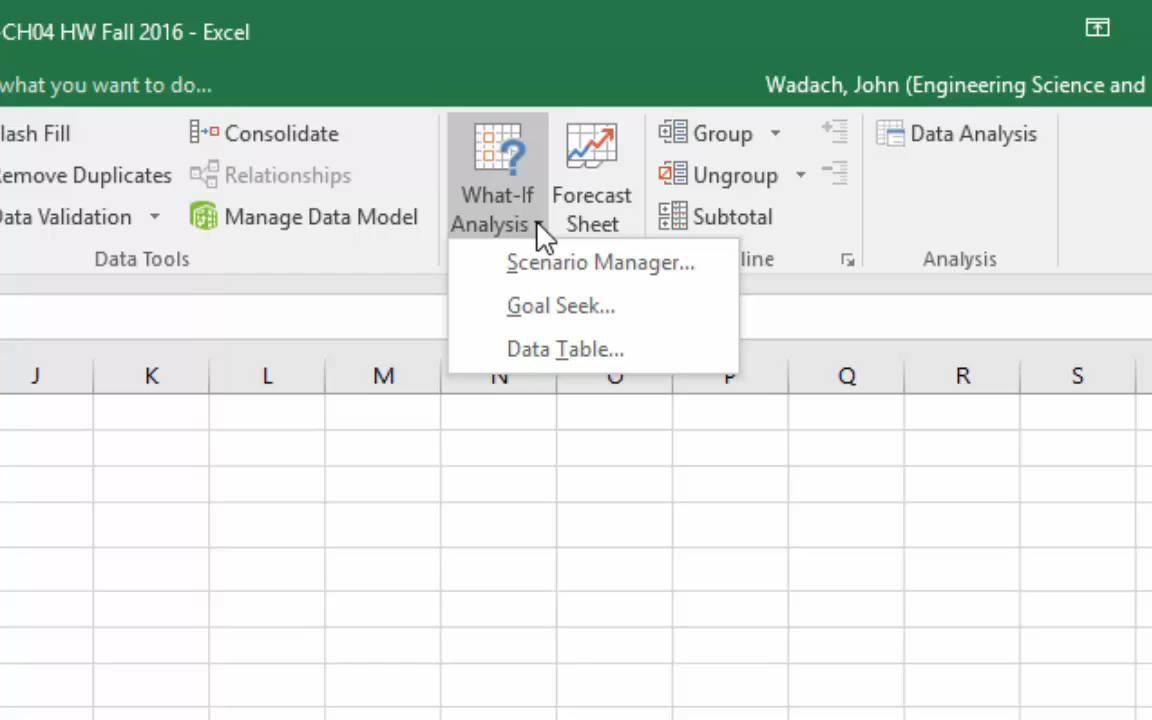 -CH04 HW Fall 2016 - Excel
what you want to do...
Wadach, John (Engineering Science and
lash Fill
Consolidate
emove Duplicates
Relationships
ata Validation
Manage Data Model
Data Tools
What-If
Analysis
Forecast
Sheet
Group
Ungroup
Subtotal
line
Data Analysis
Analysis
Scenario Manager...
Goal Seek...
Data Table...
J K L M N O P Q R S